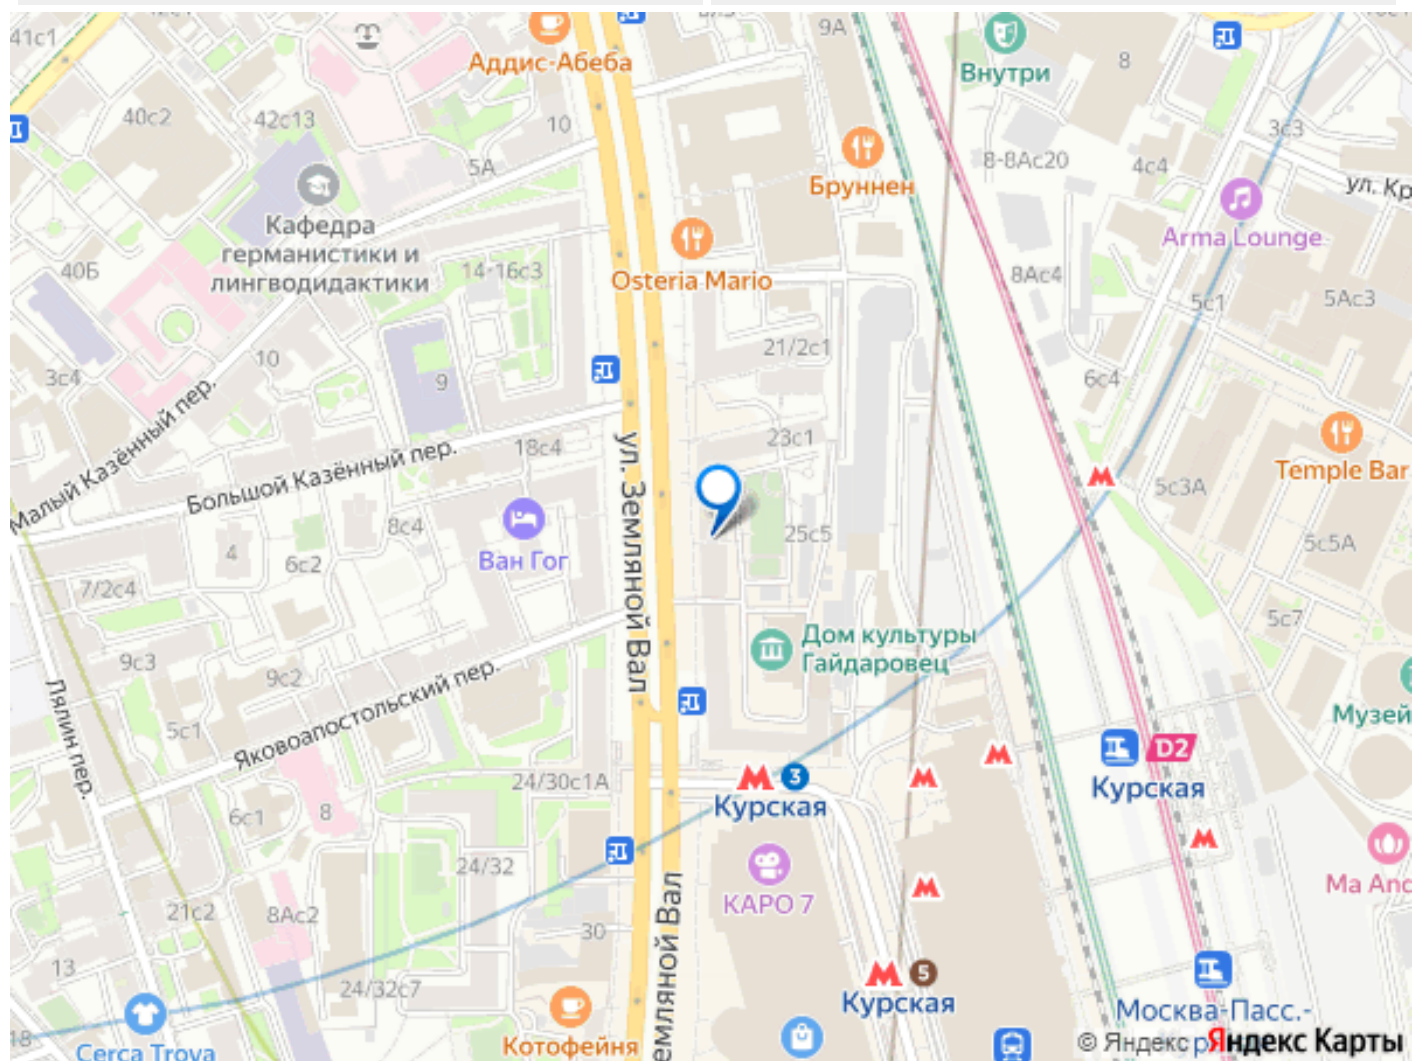 41с1
Аддис-Абеба
9А
Внутри
8
40с2
42с13
10
5А
Бруннен
8-8Ас20
4с4
3с3
ул. Кр
Arma Lounge
Кафедра
германистики и
лингводидактики
40Б
14-16с3
Osteria Mario
8Ас4
5с1
5Ас3
21/2с1
3с4
10
9
6с4
Малый Казённый пер.
Большой Казённый пер.
18с4
ул. Земляной Вал
23с1
Temple Bar
5с3А
8с4
Ван Гог
25с5
5с5А
4
6с2
7/2с4
5с7
Дом культуры
Гайдаровец
9с3
9с2
Лялин пер.
Яковоапостольский пер.
5с1
Музей
D2
Курская
24/30с1А
3
Курская
6с1
8
24/32
КАРО 7
Ma And
21с2
8Ас2
30
емляной Вал
13
24/32с7
5
Курская
Москва-Пасс.-
18
Cerca Trova
Котофейня
© Яндекс
Яндекс Карты